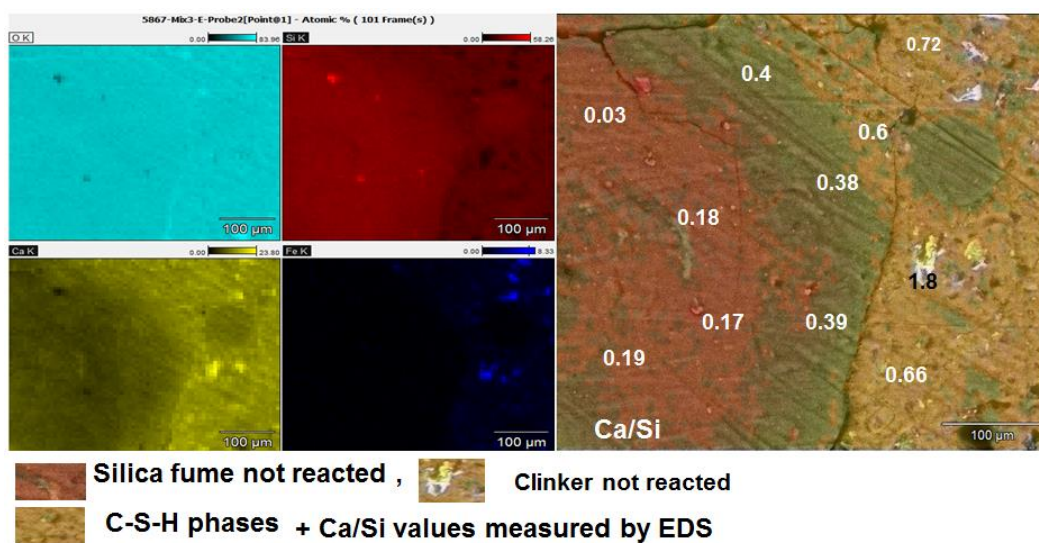 5867-Mix3-E-Probe2[Point@1] - Atomic % ( 101 Frame(s) )
O K 0.00 83.96 Si K 0.00 58.26
100 µm 100 µm
Ca K 0.00 23.80 Fe K 0.00 8.33
100 µm 100 µm
0.72
0.4
0.03
0.6
0.38
0.18
1.8
0.17 0.39
0.19 0.66
Ca/Si 100 µm
Silica fume not reacted , Clinker not reacted
C-S-H phases + Ca/Si values measured by EDS